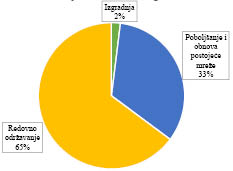 Izgradnja
2%
Poboljšanje i
obnova
postojeće
mreže
33%
Redovno
održavanje
65%